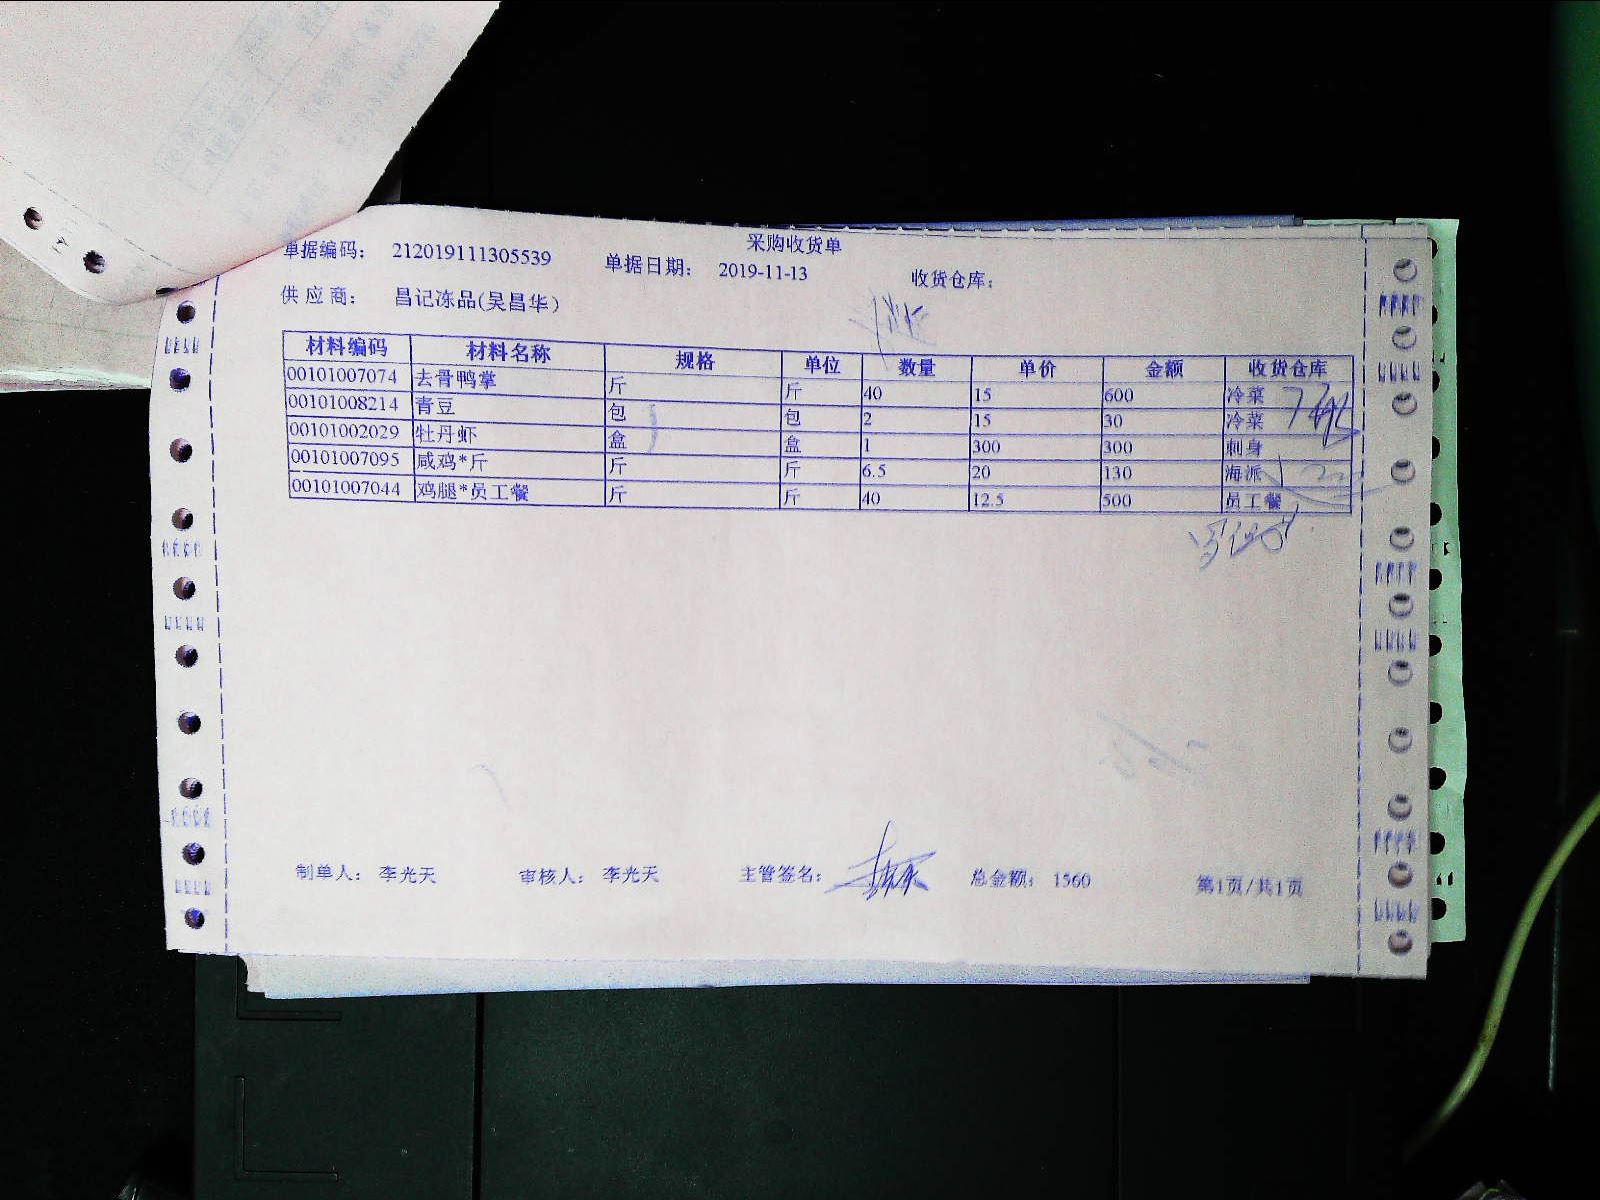 采购收货单
单据编码： 212019111305539 单据日期： 2019-11-13 收货仓库：
供应商： 昌记冻品(吴昌华)
材料编码 材料名称 规格 单位 数量 单价 金额 收货仓库
00101007074 去骨鸭掌 斤 斤 40 15 600 冷菜
00101008214 青豆 包 包 2 15 30 冷菜
00101002029 牡丹虾 盒 盒 1 300 300 刺身
00101007095 咸鸡*斤 斤 斤 6.5 20 130 海派
00101007044 鸡腿*员工餐 斤 斤 40 12.5 500 员工餐
制单人： 李光天 审核人： 李光天 主管签名： 总金额： 1560 第1页/共1页